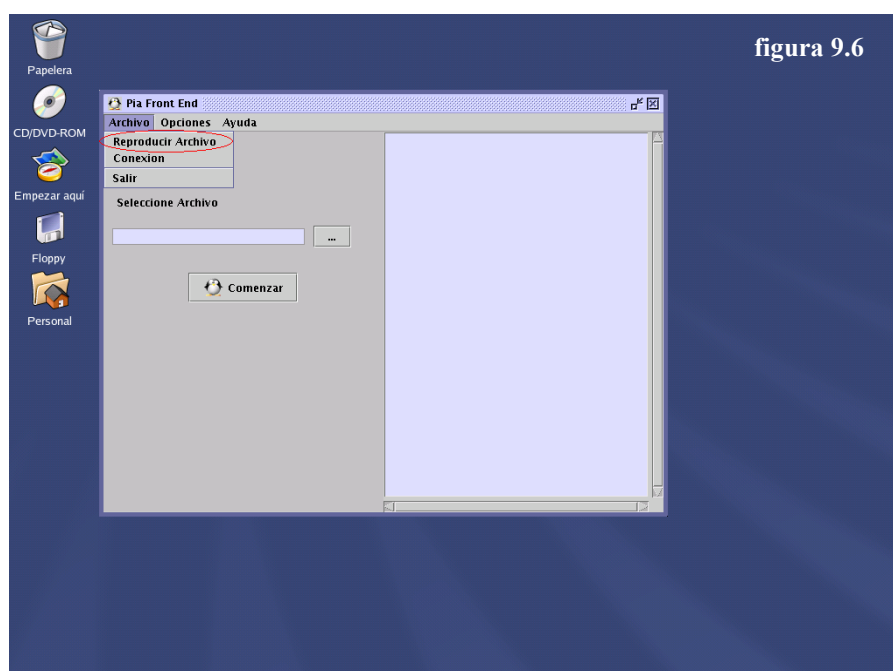 figura 9.6
Papelera
CD/DVD-ROM
Empezar aquí
Floppy
Personal
Pia Front End
Archivo Opciones Ayuda
Reproducir Archivo
Conexion
Salir
Seleccione Archivo
...
Comenzar